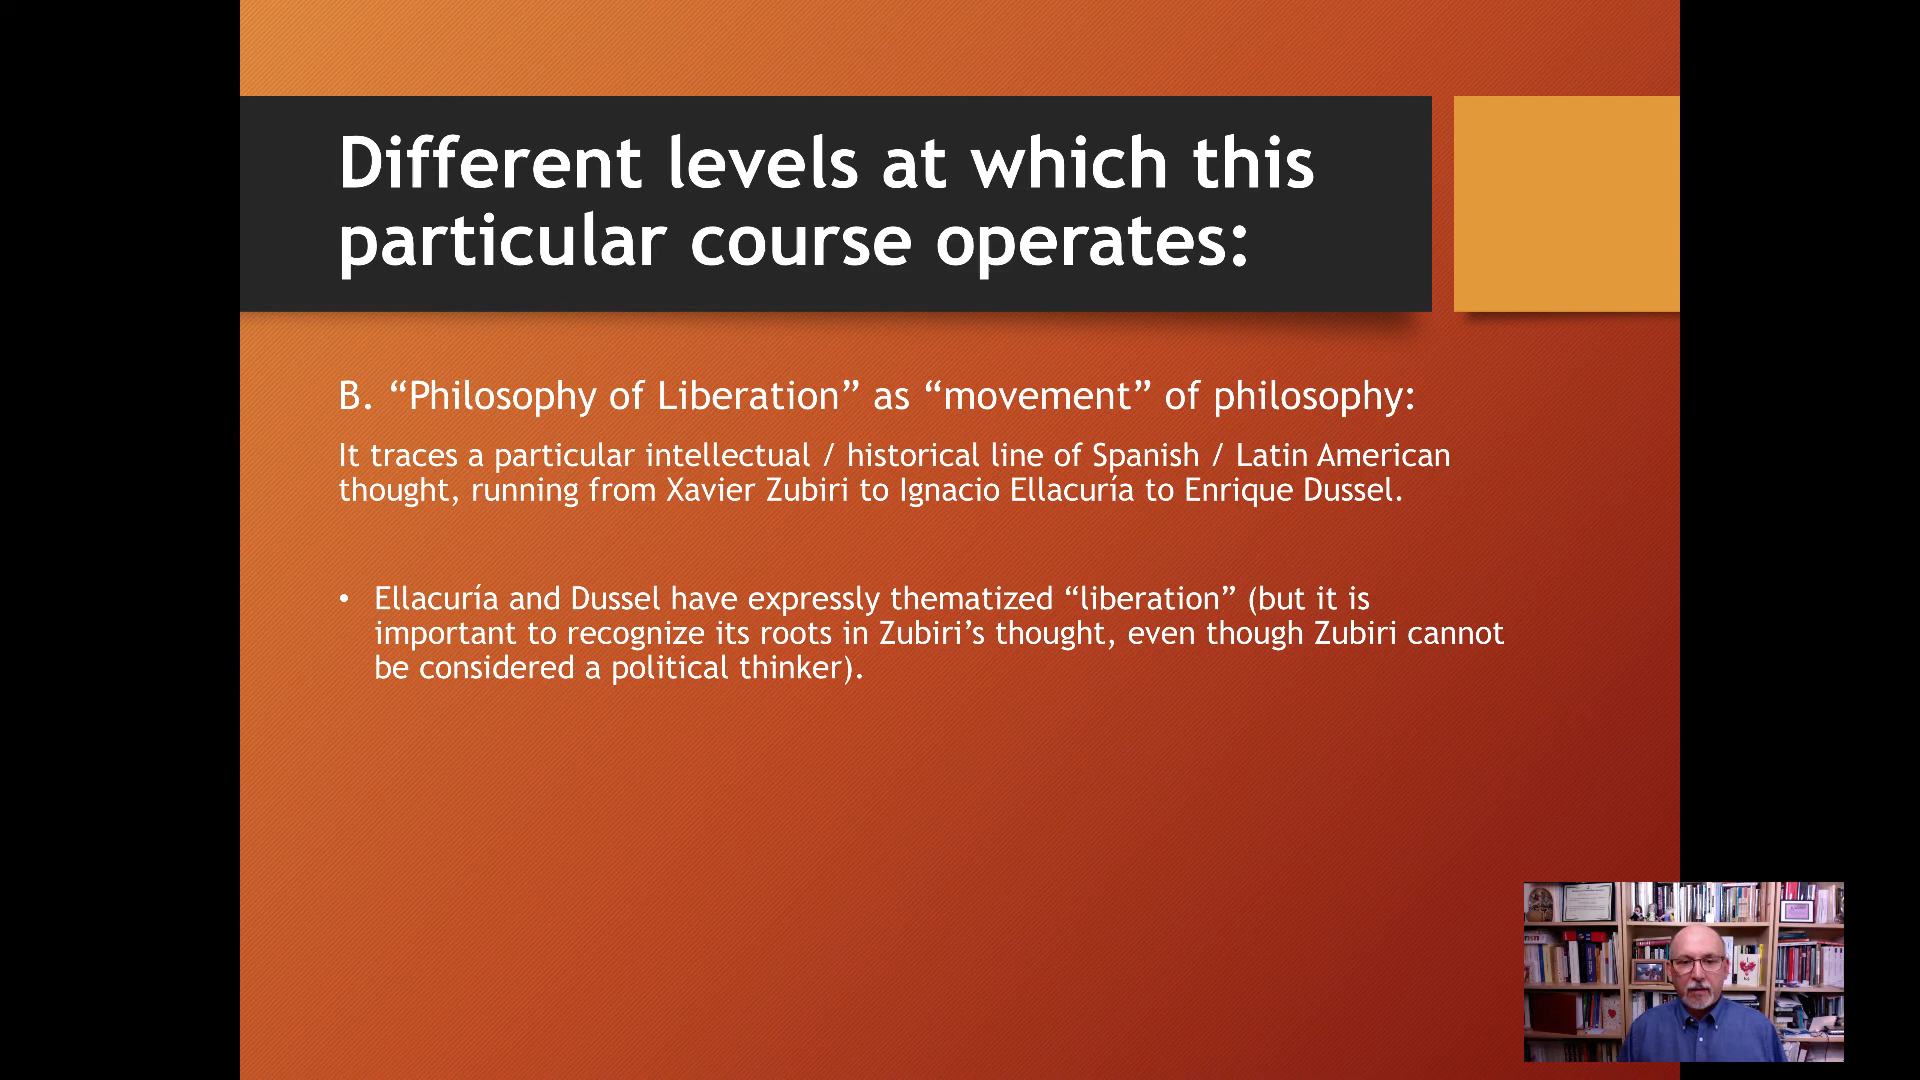 Different levels at which this
particular course operates:
B. “Philosophy of Liberation” as “movement” of philosophy:
It traces a particular intellectual / historical line of Spanish / Latin American
thought, running from Xavier Zubiri to Ignacio Ellacuría to Enrique Dussel.
• Ellacuría and Dussel have expressly thematized “liberation” (but it is
important to recognize its roots in Zubiri’s thought, even though Zubiri cannot
be considered a political thinker).